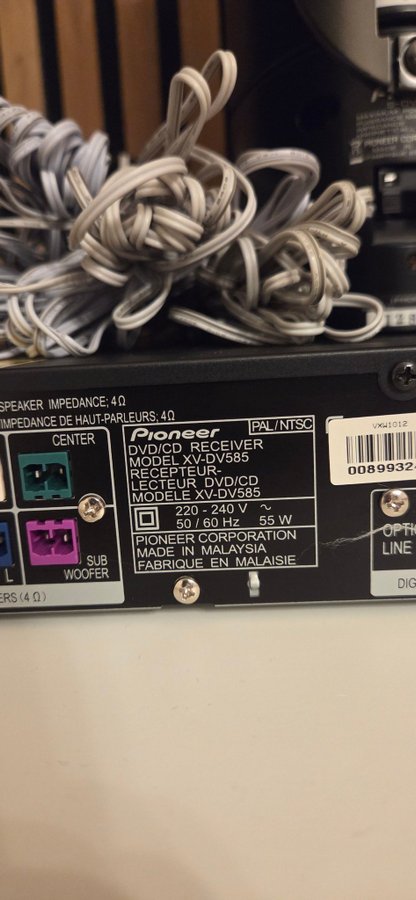 SPEAKER IMPEDANCE; 4Ω
IMPEDANCE DE HAUT-PARLEURS; 4Ω
CENTER
L
SUB
WOOFER
ERS (4 Ω)
Pioneer
PAL/NTSC
DVD/CD RECEIVER
MODEL XV-DV585
RECEPTEUR-
LECTEUR DVD/CD
MODELE XV-DV585
220 - 240 V ~
50 / 60 Hz 55 W
PIONEER CORPORATION
MADE IN MALAYSIA
FABRIQUE EN MALAISIE
VXW1012
0089932
OPTI
LINE
DIG